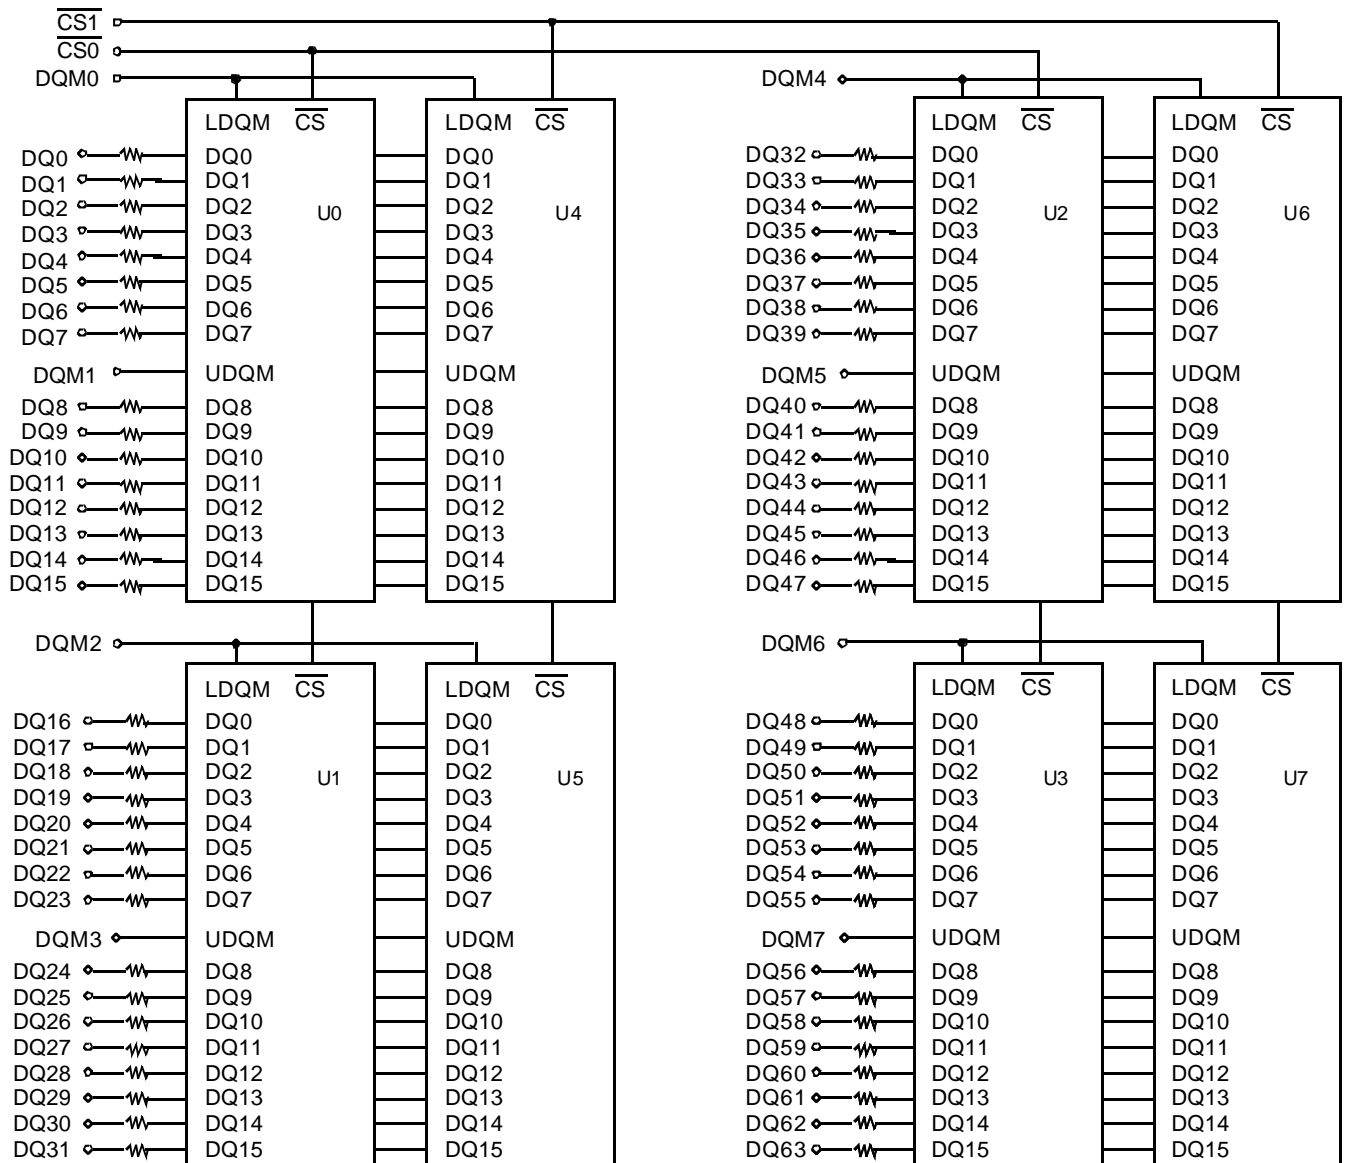 CS1
CS0
DQM0 DQM4
LDQM CS LDQM CS LDQM CS LDQM CS
DQ0 DQ0 DQ0 DQ32 DQ0 DQ0
DQ1 DQ1 DQ1 DQ33 DQ1 DQ1
DQ2 DQ2 U0 DQ2 U4 DQ34 DQ2 U2 DQ2 U6
DQ3 DQ3 DQ3 DQ35 DQ3 DQ3
DQ4 DQ4 DQ4 DQ36 DQ4 DQ4
DQ5 DQ5 DQ5 DQ37 DQ5 DQ5
DQ6 DQ6 DQ6 DQ38 DQ6 DQ6
DQ7 DQ7 DQ7 DQ39 DQ7 DQ7
DQM1 UDQM UDQM DQM5 UDQM UDQM
DQ8 DQ8 DQ8 DQ40 DQ8 DQ8
DQ9 DQ9 DQ9 DQ41 DQ9 DQ9
DQ10 DQ10 DQ10 DQ42 DQ10 DQ10
DQ11 DQ11 DQ11 DQ43 DQ11 DQ11
DQ12 DQ12 DQ12 DQ44 DQ12 DQ12
DQ13 DQ13 DQ13 DQ45 DQ13 DQ13
DQ14 DQ14 DQ14 DQ46 DQ14 DQ14
DQ15 DQ15 DQ15 DQ47 DQ15 DQ15
DQM2 DQM6
LDQM CS LDQM CS LDQM CS LDQM CS
DQ16 DQ0 DQ0 DQ48 DQ0 DQ0
DQ17 DQ1 DQ1 DQ49 DQ1 DQ1
DQ18 DQ2 U1 DQ2 U5 DQ50 DQ2 U3 DQ2 U7
DQ19 DQ3 DQ3 DQ51 DQ3 DQ3
DQ20 DQ4 DQ4 DQ52 DQ4 DQ4
DQ21 DQ5 DQ5 DQ53 DQ5 DQ5
DQ22 DQ6 DQ6 DQ54 DQ6 DQ6
DQ23 DQ7 DQ7 DQ55 DQ7 DQ7
DQM3 UDQM UDQM DQM7 UDQM UDQM
DQ24 DQ8 DQ8 DQ56 DQ8 DQ8
DQ25 DQ9 DQ9 DQ57 DQ9 DQ9
DQ26 DQ10 DQ10 DQ58 DQ10 DQ10
DQ27 DQ11 DQ11 DQ59 DQ11 DQ11
DQ28 DQ12 DQ12 DQ60 DQ12 DQ12
DQ29 DQ13 DQ13 DQ61 DQ13 DQ13
DQ30 DQ14 DQ14 DQ62 DQ14 DQ14
DQ31 DQ15 DQ15 DQ63 DQ15 DQ15